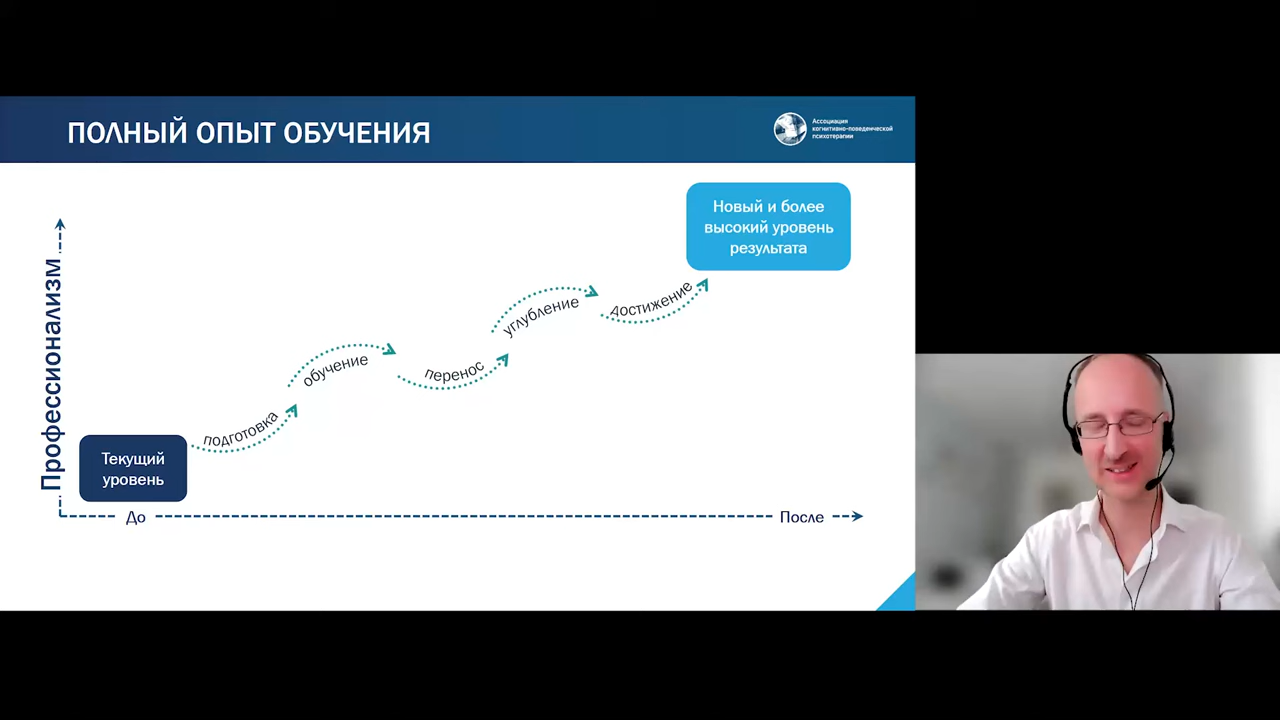 ПОЛНЫЙ ОПЫТ ОБУЧЕНИЯ
Ассоциация
когнитивно-поведенческой
психотерапии
Новый и более
высокий уровень
результата
Профессионализм
достижение
углубление
перенос
обучение
подготовка
Текущий
уровень
До
После